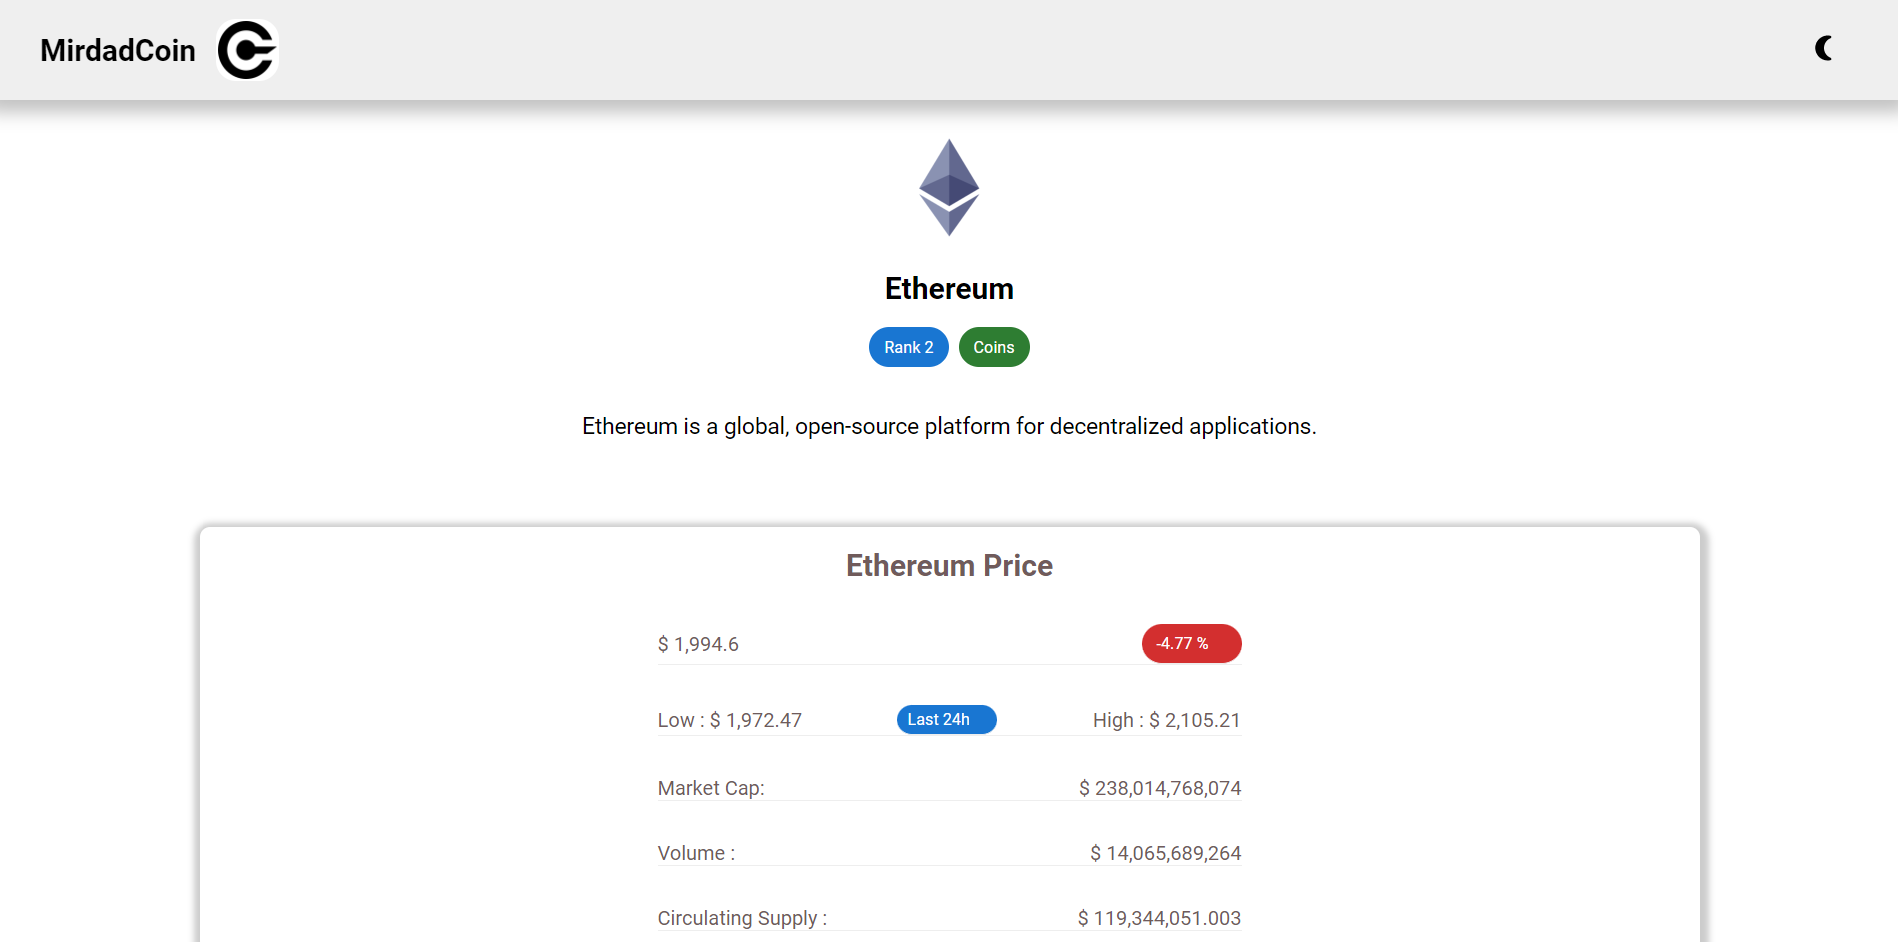 MirdadCoin
Ethereum
Rank 2 Coins
Ethereum is a global, open-source platform for decentralized applications.
Ethereum Price
$ 1,994.6 -4.77 %
Low : $ 1,972.47 Last 24h High : $ 2,105.21
Market Cap: $ 238,014,768,074
Volume : $ 14,065,689,264
Circulating Supply : $ 119,344,051.003